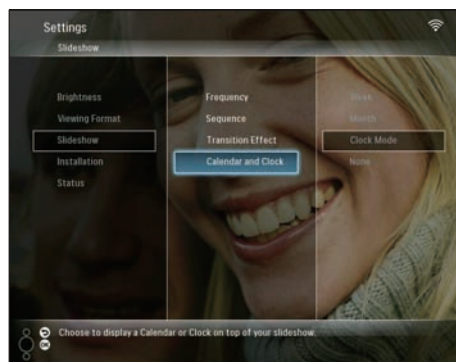 Settings
Slideshow
Brightness
Viewing Format
Slideshow
Installation
Status
Frequency
Sequence
Transition Effect
Calendar and Clock
Week
Month
Clock Mode
None
Choose to display a Calendar or Clock on top of your slideshow.
OK